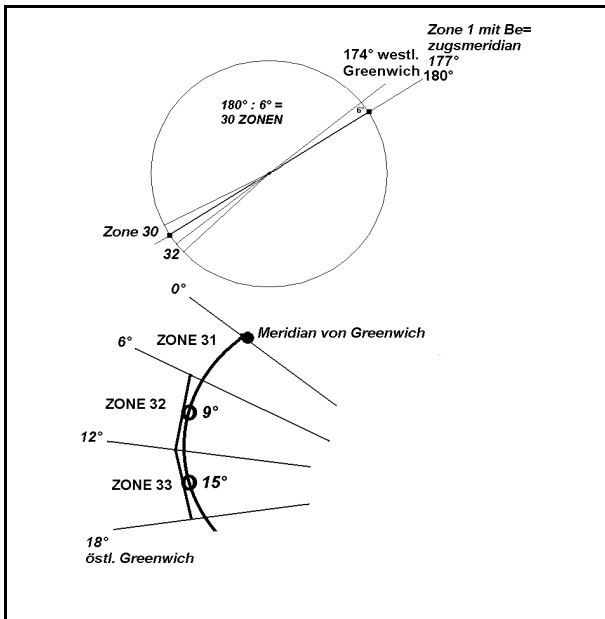 Zone 1 mit Be=
zugsmeridian
177°
174° westl.
Greenwich
180°
180° : 6° =
30 ZONEN
6°
Zone 30
32
0°
ZONE 31
Meridian von Greenwich
6°
ZONE 32
9°
12°
ZONE 33
15°
18°
östl. Greenwich